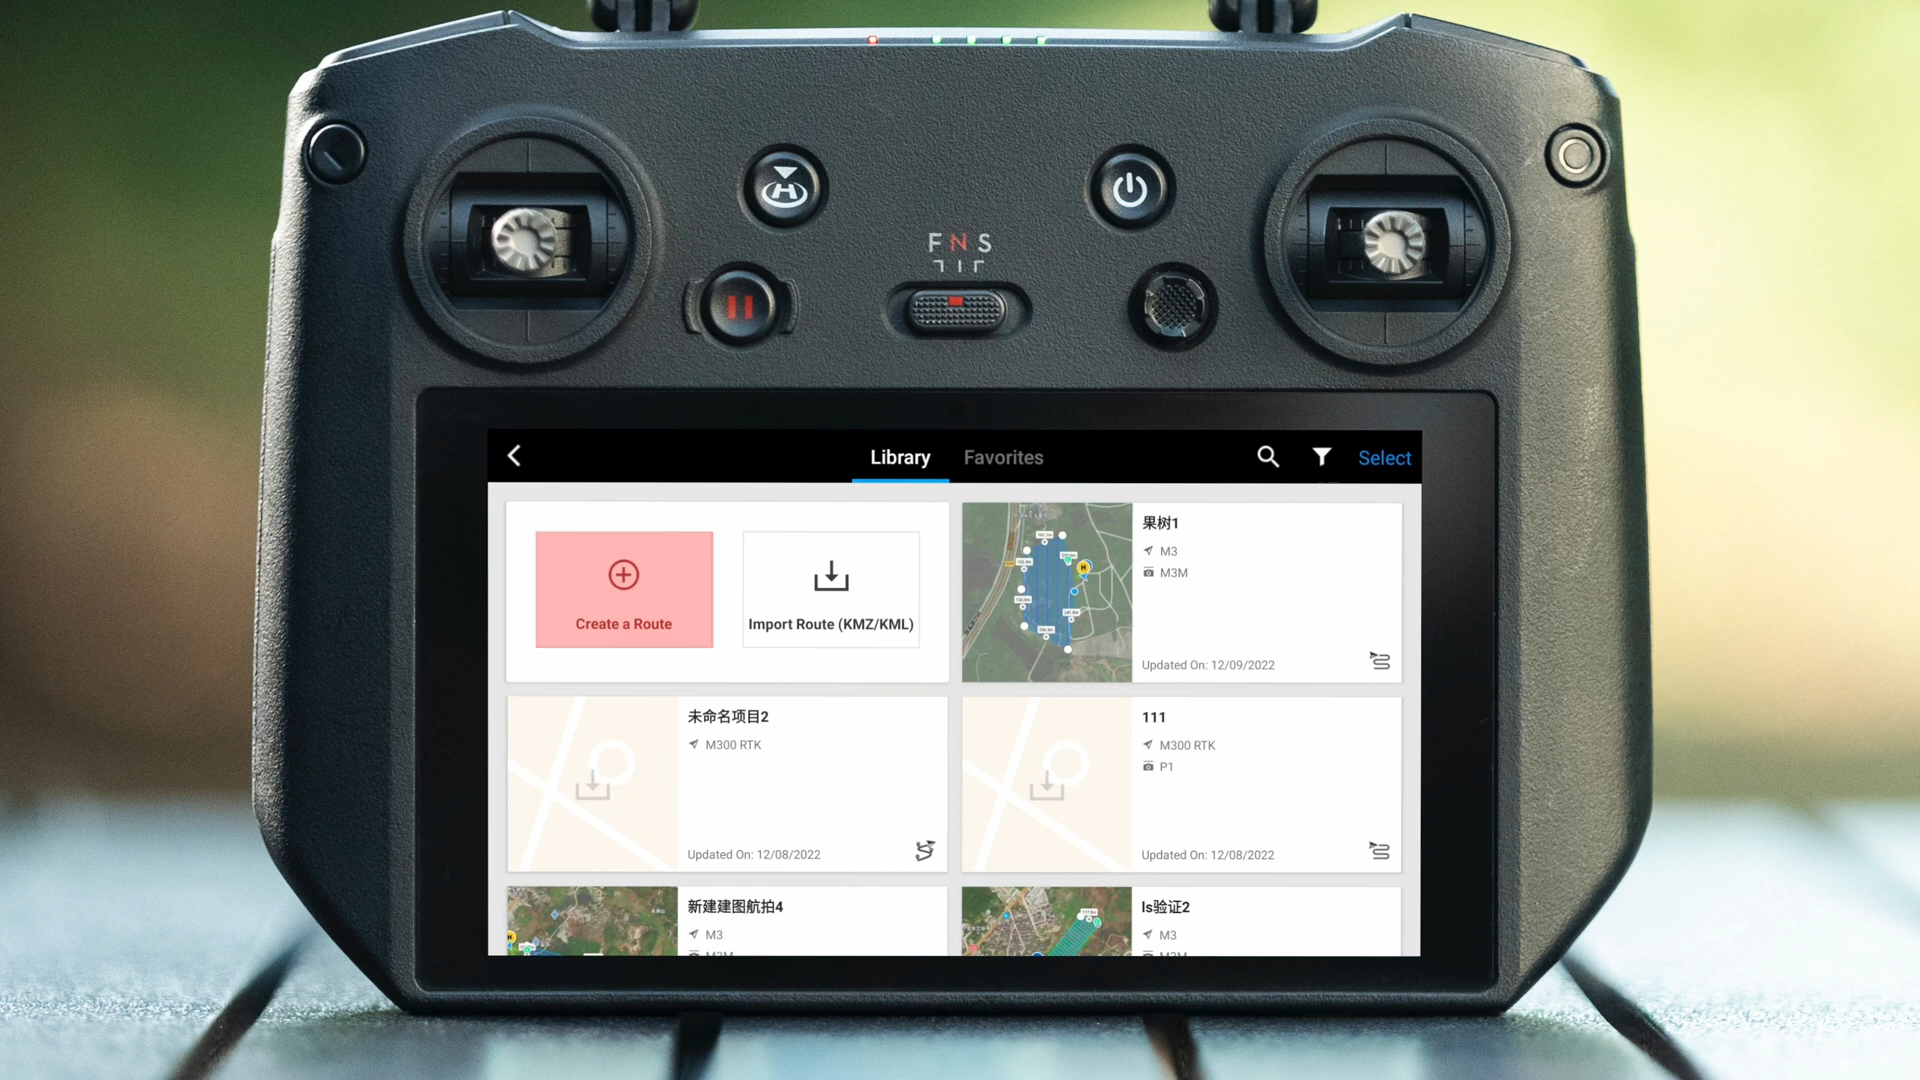 F N S
Library
Favorites
Select
Create a Route
Import Route (KMZ/KML)
果树1
M3
M3M
Updated On: 12/09/2022
未命名项目2
M300 RTK
Updated On: 12/08/2022
111
M300 RTK
P1
Updated On: 12/08/2022
新建建图航拍4
M3
M3M
ls验证2
M3
M3M